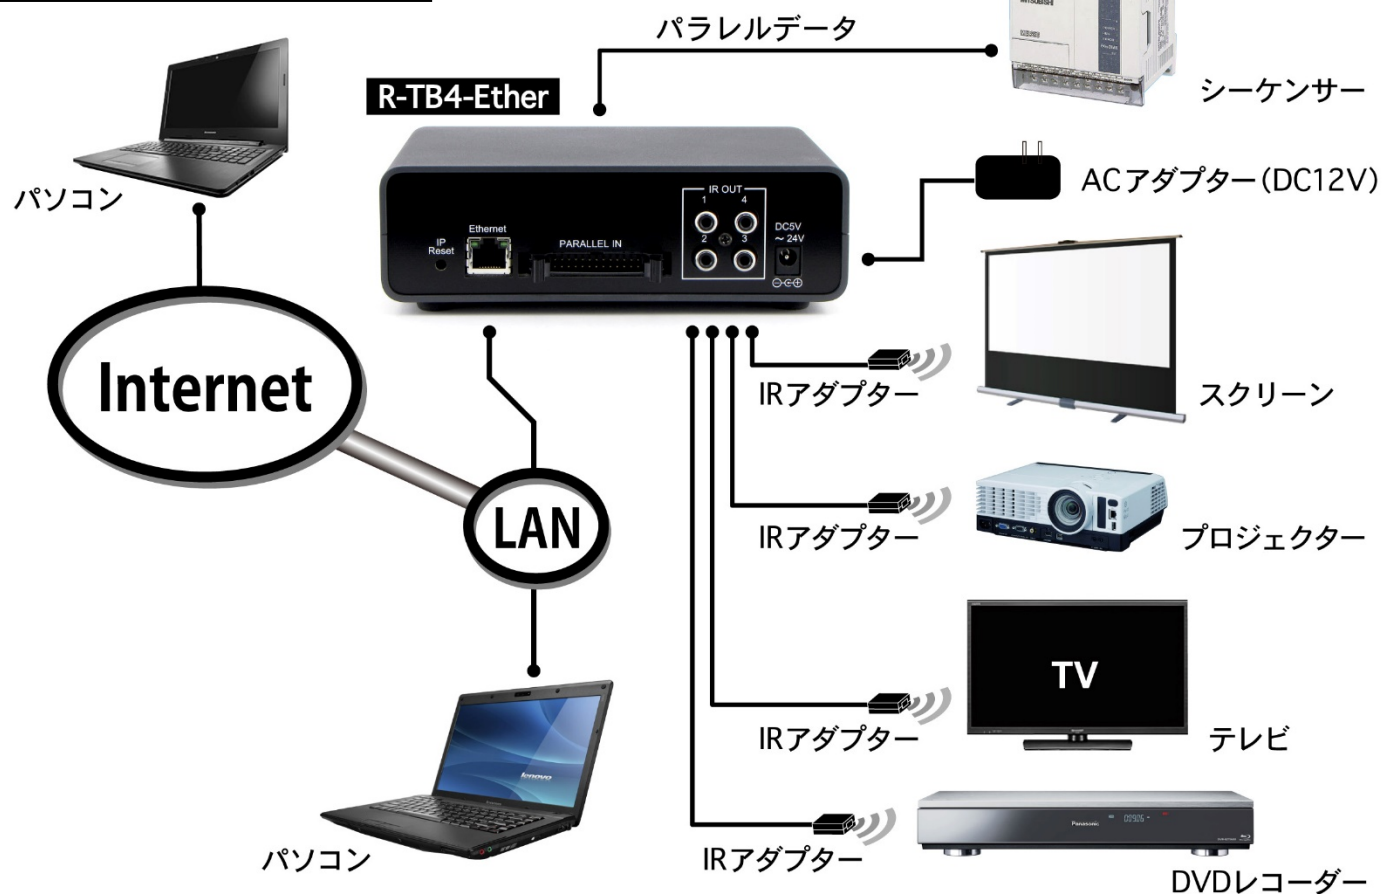 パラレルデータ
MITSUBISHI
シーケンサー
R-TB4-Ether
パソコン
ACアダプター(DC12V)
IR OUT
1 4
2 3
IP
Reset
Ethernet
PARALLEL IN
DC5V
～24V
Internet
IRアダプター
スクリーン
LAN
IRアダプター
プロジェクター
TV
IRアダプター
テレビ
lenovo
パソコン
Panasonic
IRアダプター
DVDレコーダー